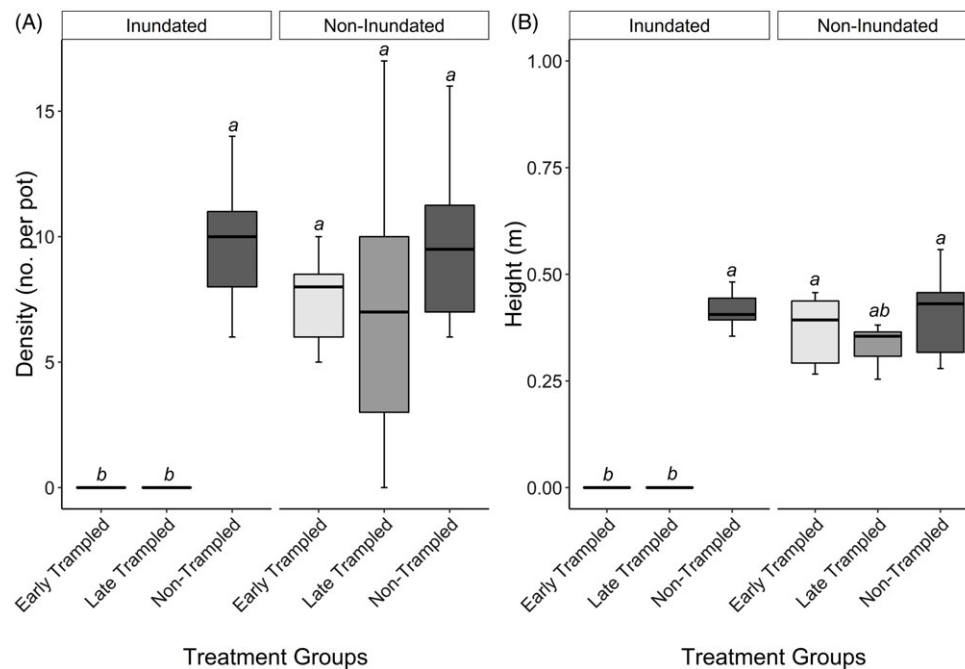 (A)
Inundated
Non-Inundated
Density (no. per pot)
15
10
5
0
b
b
a
a
a
a
Early Trampled
Late Trampled
Non-Trampled
Early Trampled
Late Trampled
Non-Trampled
Treatment Groups
(B)
Inundated
Non-Inundated
Height (m)
1.00
0.75
0.50
0.25
0.00
b
b
a
a
ab
a
Early Trampled
Late Trampled
Non-Trampled
Early Trampled
Late Trampled
Non-Trampled
Treatment Groups